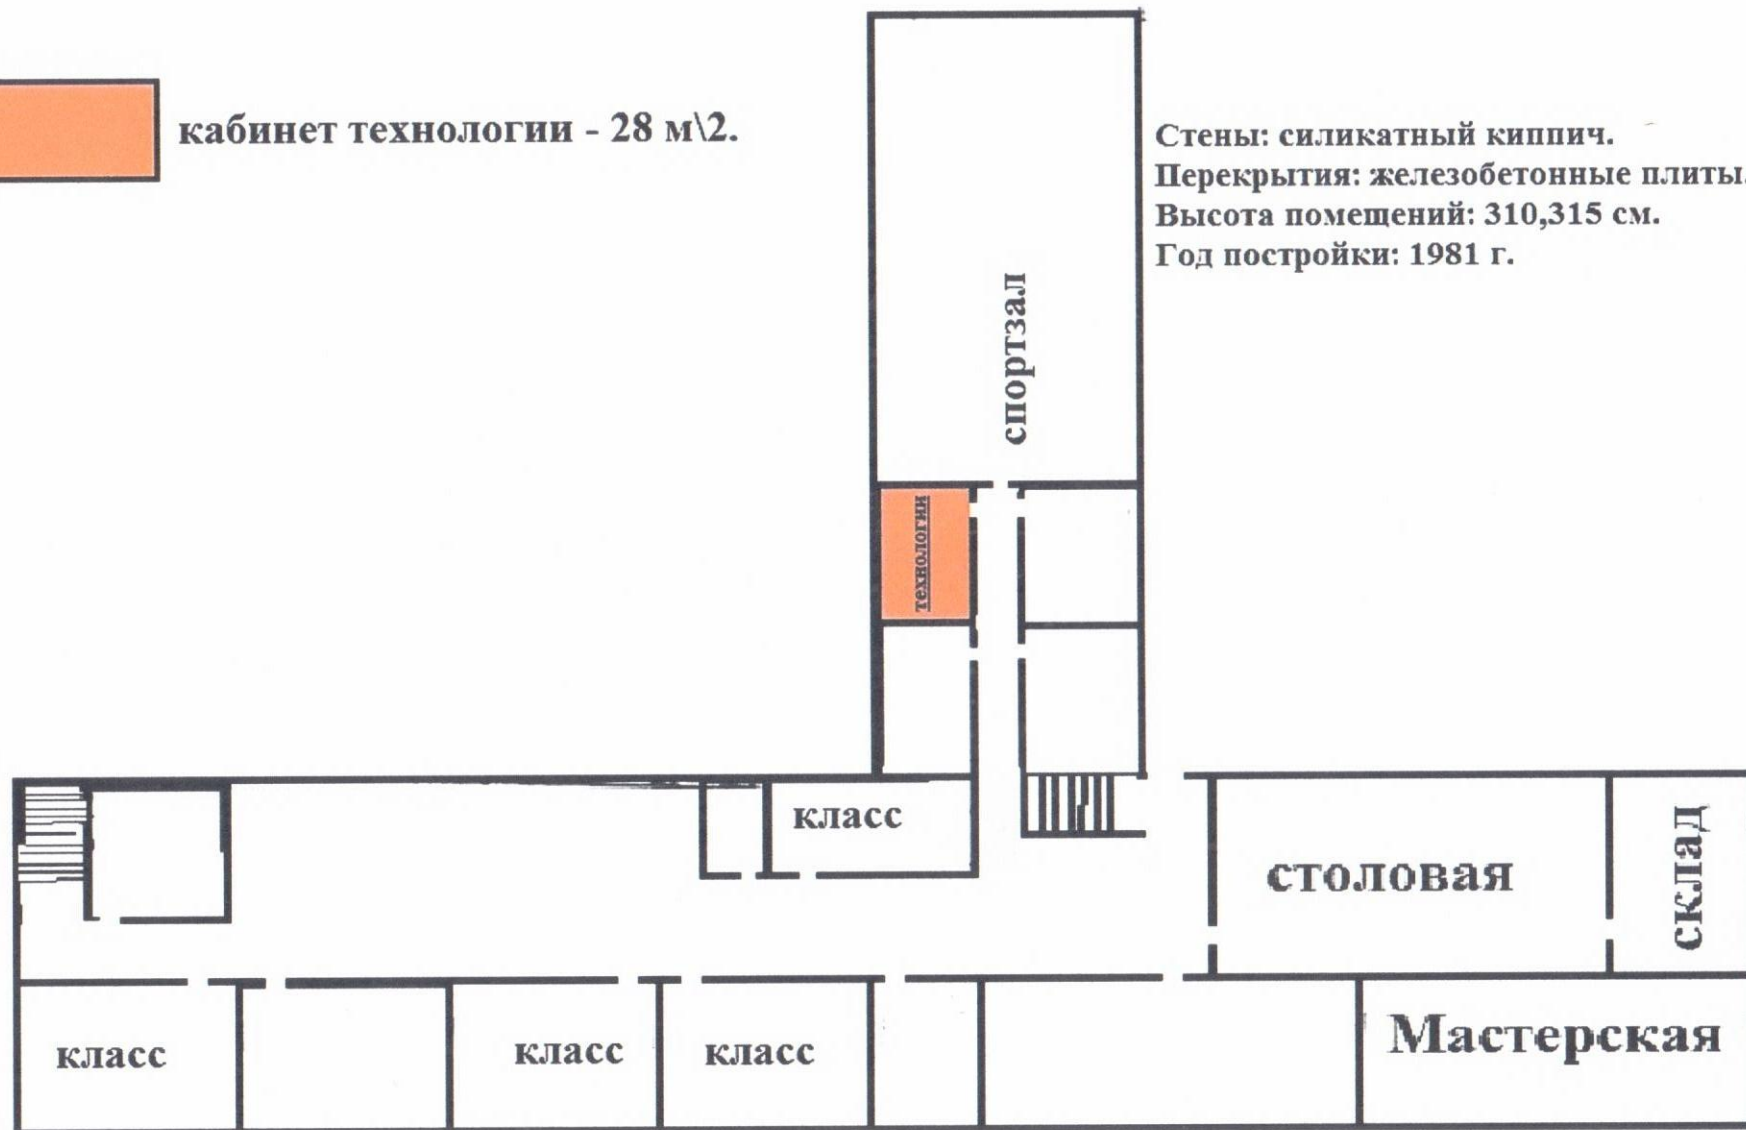 кабинет технологии - 28 м\2.
Стены: силикатный киппич.
Перекрытия: железобетонные плиты.
Высота помещений: 310,315 см.
Год постройки: 1981 г.
спортзал
технологии
класс
столовая
склад
класс
класс
класс
Мастерская